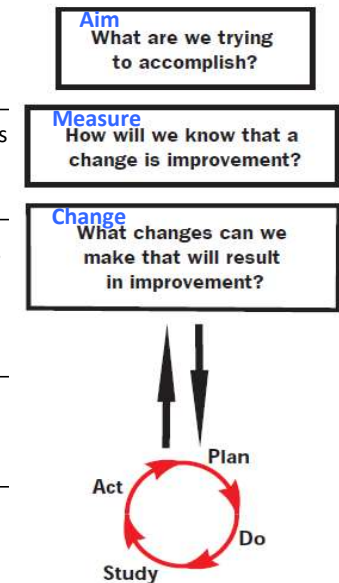 Aim
What are we trying
to accomplish?
Measure
s
How will we know that a
change is improvement?
Change
What changes can we
make that will result
in improvement?
Plan
Act
Do
Study